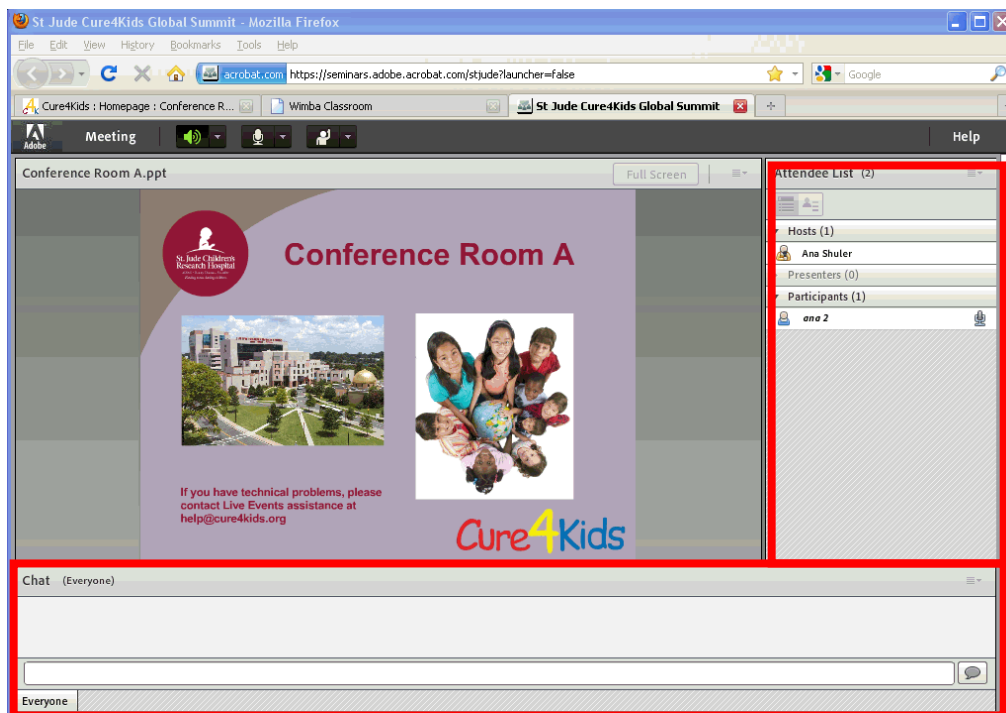 St Jude Cure4Kids Global Summit - Mozilla Firefox
File Edit View History Bookmarks Tools Help
acrobat.com https://seminars.adobe.acrobat.com/stjude?launcher=false Google
Cure4Kids : Homepage : Conference R... Wimba Classroom St Jude Cure4Kids Global Summit
Adobe Meeting Help
Conference Room A.ppt Full Screen Attendee List (2)
St. Jude Children's
Research Hospital
Conference Room A
Hosts (1)
Ana Shuler
Presenters (0)
Participants (1)
ana 2
If you have technical problems, please
contact Live Events assistance at
help@cure4kids.org
Cure4Kids
Chat (Everyone)
Everyone